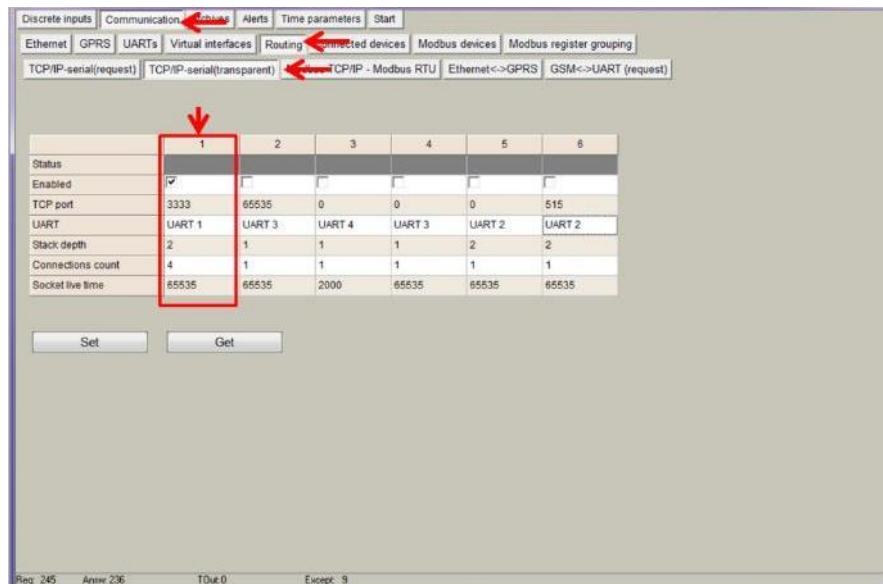 Discrete inputs Communication Archives Alerts Time parameters Start
Ethernet GPRS UARTs Virtual interfaces Routing Connected devices Modbus devices Modbus register grouping
TCP/IP-serial(request) TCP/IP-serial(transparent) Modbus TCP/IP - Modbus RTU Ethernet<->GPRS GSM<->UART (request)
1 2 3 4 5 6
Status
Enabled
TCP port 3333 65535 0 0 0 515
UART UART 1 UART 3 UART 4 UART 3 UART 2 UART 2
Stack depth 2 1 1 1 2 2
Connections count 4 1 1 1 1 1
Socket live time 65535 65535 2000 65535 65535 65535
Set Get
Req: 245 Answ: 236 TOut:0 Except: 9